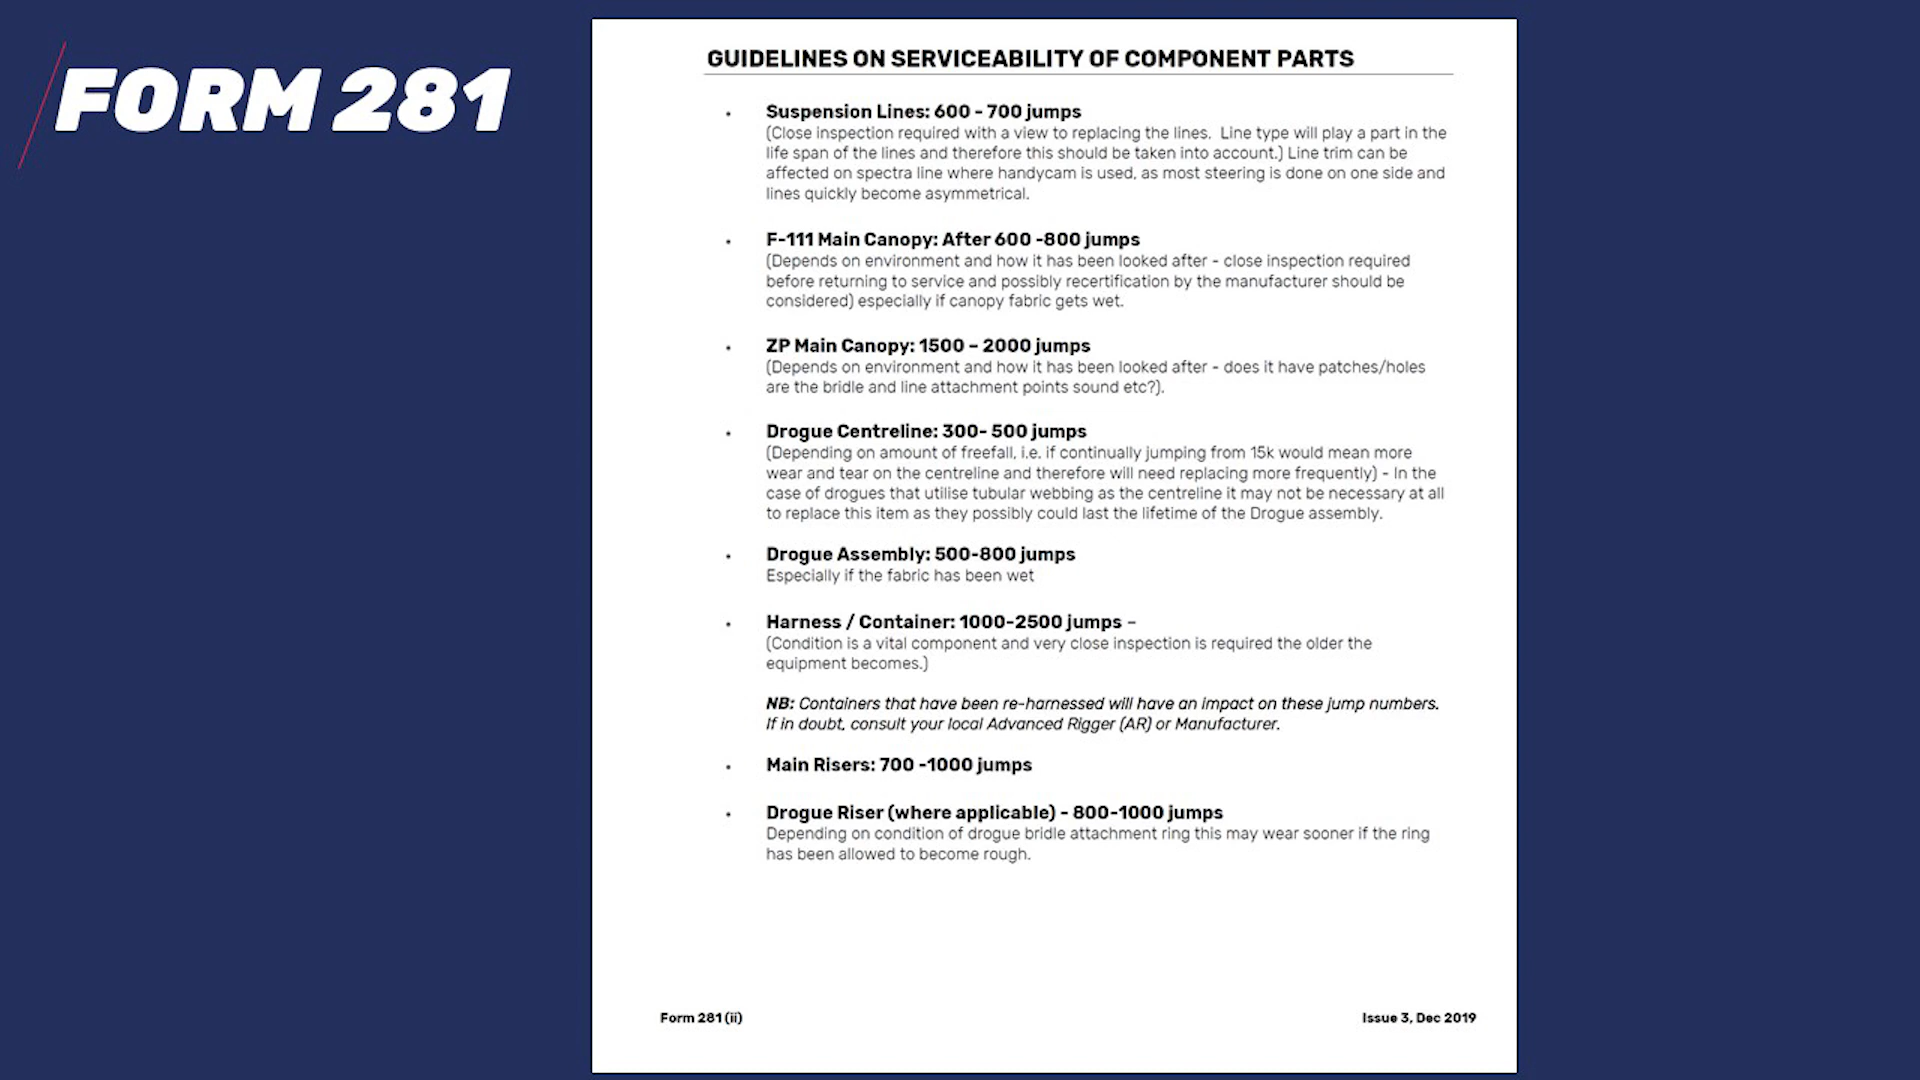 FORM 281
GUIDELINES ON SERVICEABILITY OF COMPONENT PARTS
• Suspension Lines: 600 - 700 jumps
(Close inspection required with a view to replacing the lines. Line type will play a part in the
life span of the lines and therefore this should be taken into account.) Line trim can be
affected on spectra line where handycam is used, as most steering is done on one side and
lines quickly become asymmetrical.
• F-111 Main Canopy: After 600 -800 jumps
(Depends on environment and how it has been looked after - close inspection required
before returning to service and possibly recertification by the manufacturer should be
considered) especially if canopy fabric gets wet.
• ZP Main Canopy: 1500 – 2000 jumps
(Depends on environment and how it has been looked after - does it have patches/holes
are the bridle and line attachment points sound etc?).
• Drogue Centreline: 300- 500 jumps
(Depending on amount of freefall, i.e. if continually jumping from 15k would mean more
wear and tear on the centreline and therefore will need replacing more frequently) - In the
case of drogues that utilise tubular webbing as the centreline it may not be necessary at all
to replace this item as they possibly could last the lifetime of the Drogue assembly.
• Drogue Assembly: 500-800 jumps
Especially if the fabric has been wet
• Harness / Container: 1000-2500 jumps –
(Condition is a vital component and very close inspection is required the older the
equipment becomes.)
NB: Containers that have been re-harnessed will have an impact on these jump numbers.
If in doubt, consult your local Advanced Rigger (AR) or Manufacturer.
• Main Risers: 700 -1000 jumps
• Drogue Riser (where applicable) - 800-1000 jumps
Depending on condition of drogue bridle attachment ring this may wear sooner if the ring
has been allowed to become rough.
Form 281 (ii)
Issue 3, Dec 2019